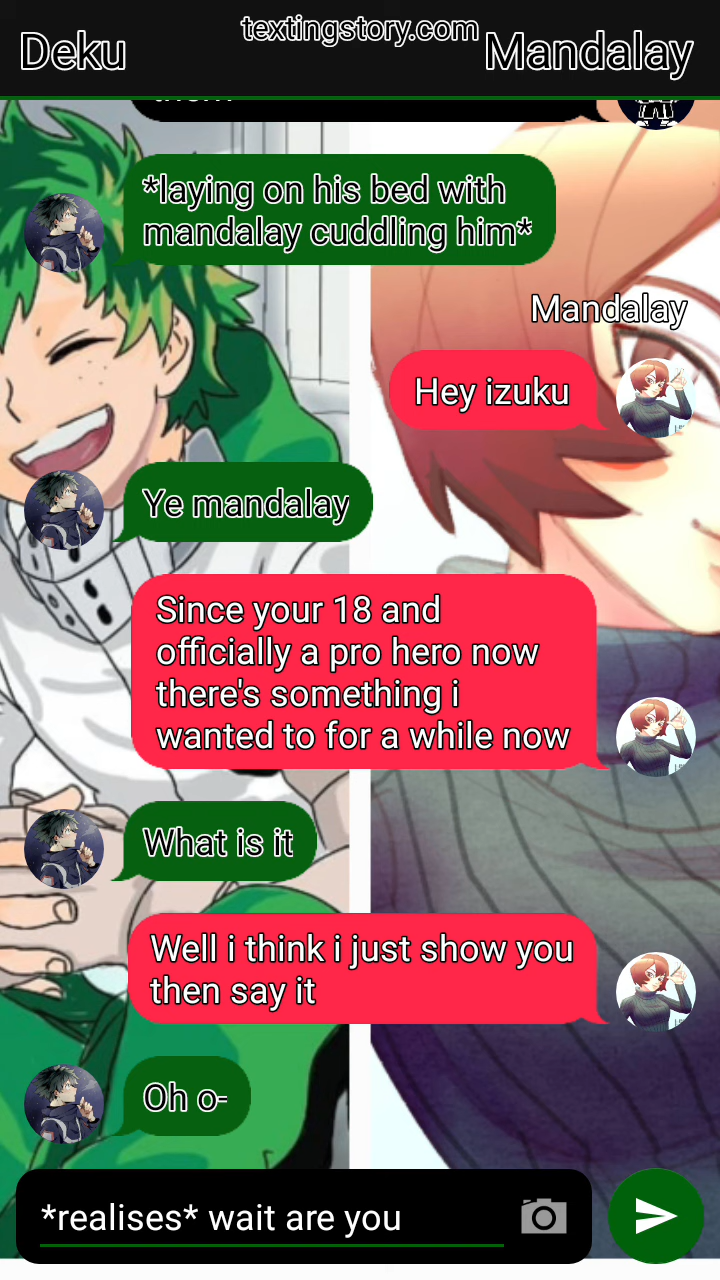 textingstory.com
Deku
Mandalay
*laying on his bed with
mandalay cuddling him*
Mandalay
Hey izuku
Ye mandalay
Since your 18 and
officially a pro hero now
there's something i
wanted to for a while now
What is it
Well i think i just show you
then say it
Oh o-
*realises* wait are you